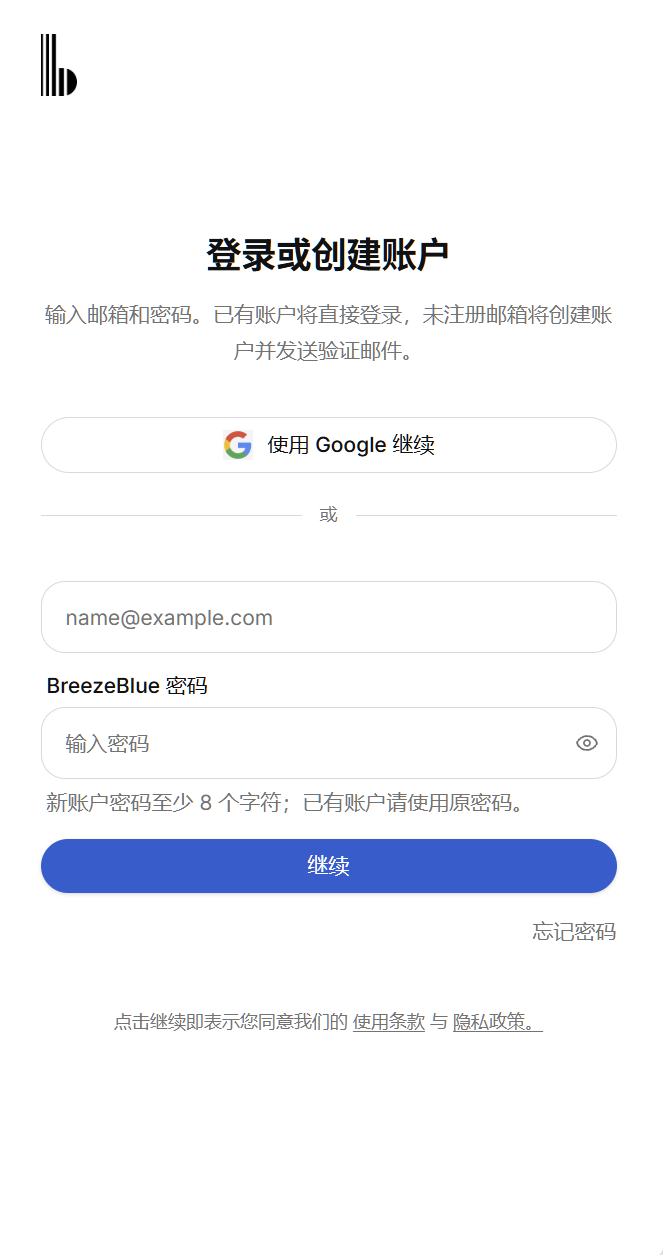 登录或创建账户
输入邮箱和密码。已有账户将直接登录，未注册邮箱将创建账
户并发送验证邮件。
使用 Google 继续
或
name@example.com
BreezeBlue 密码
输入密码
新账户密码至少 8 个字符；已有账户请使用原密码。
继续
忘记密码
点击继续即表示您同意我们的 使用条款 与 隐私政策。